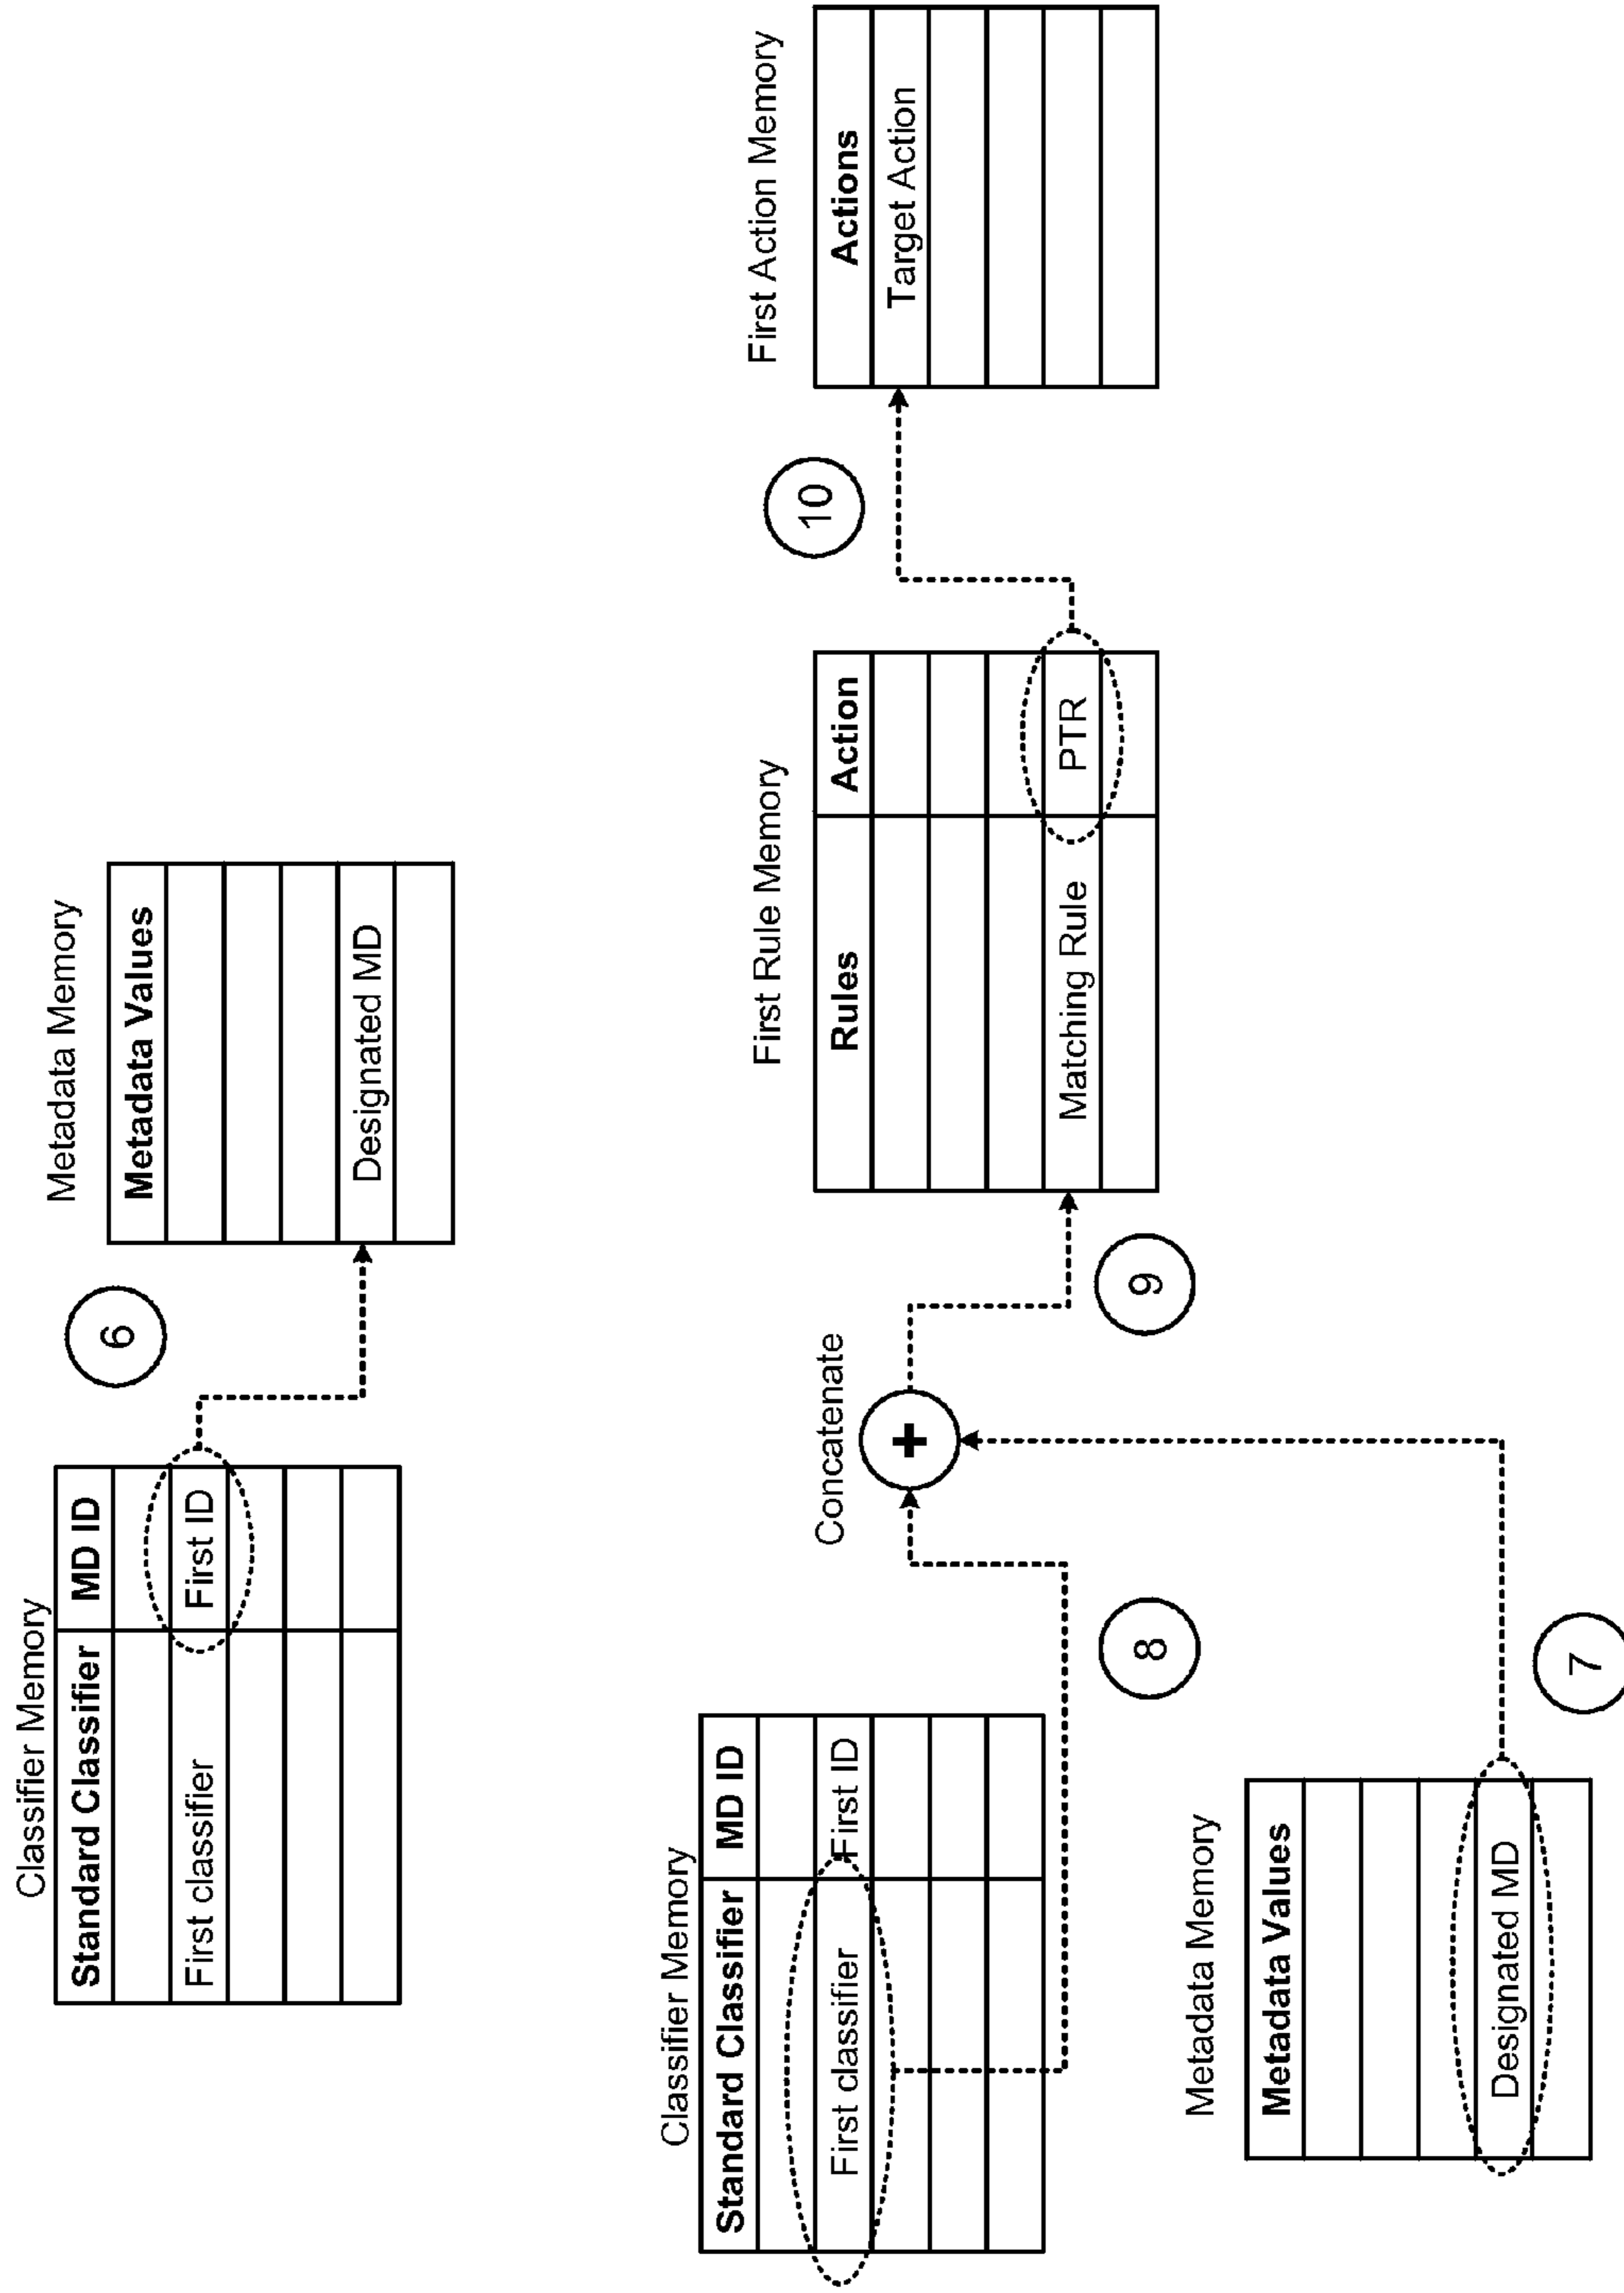 Classifier Memory
Standard Classifier MD ID
First classifier First ID
6
Metadata Memory
Metadata Values
Designated MD
Classifier Memory
Standard Classifier MD ID
First classifier First ID
8
Concatenate
+
9
First Rule Memory
Rules Action
Matching Rule PTR
10
First Action Memory
Actions
Target Action
Metadata Memory
Metadata Values
Designated MD
7